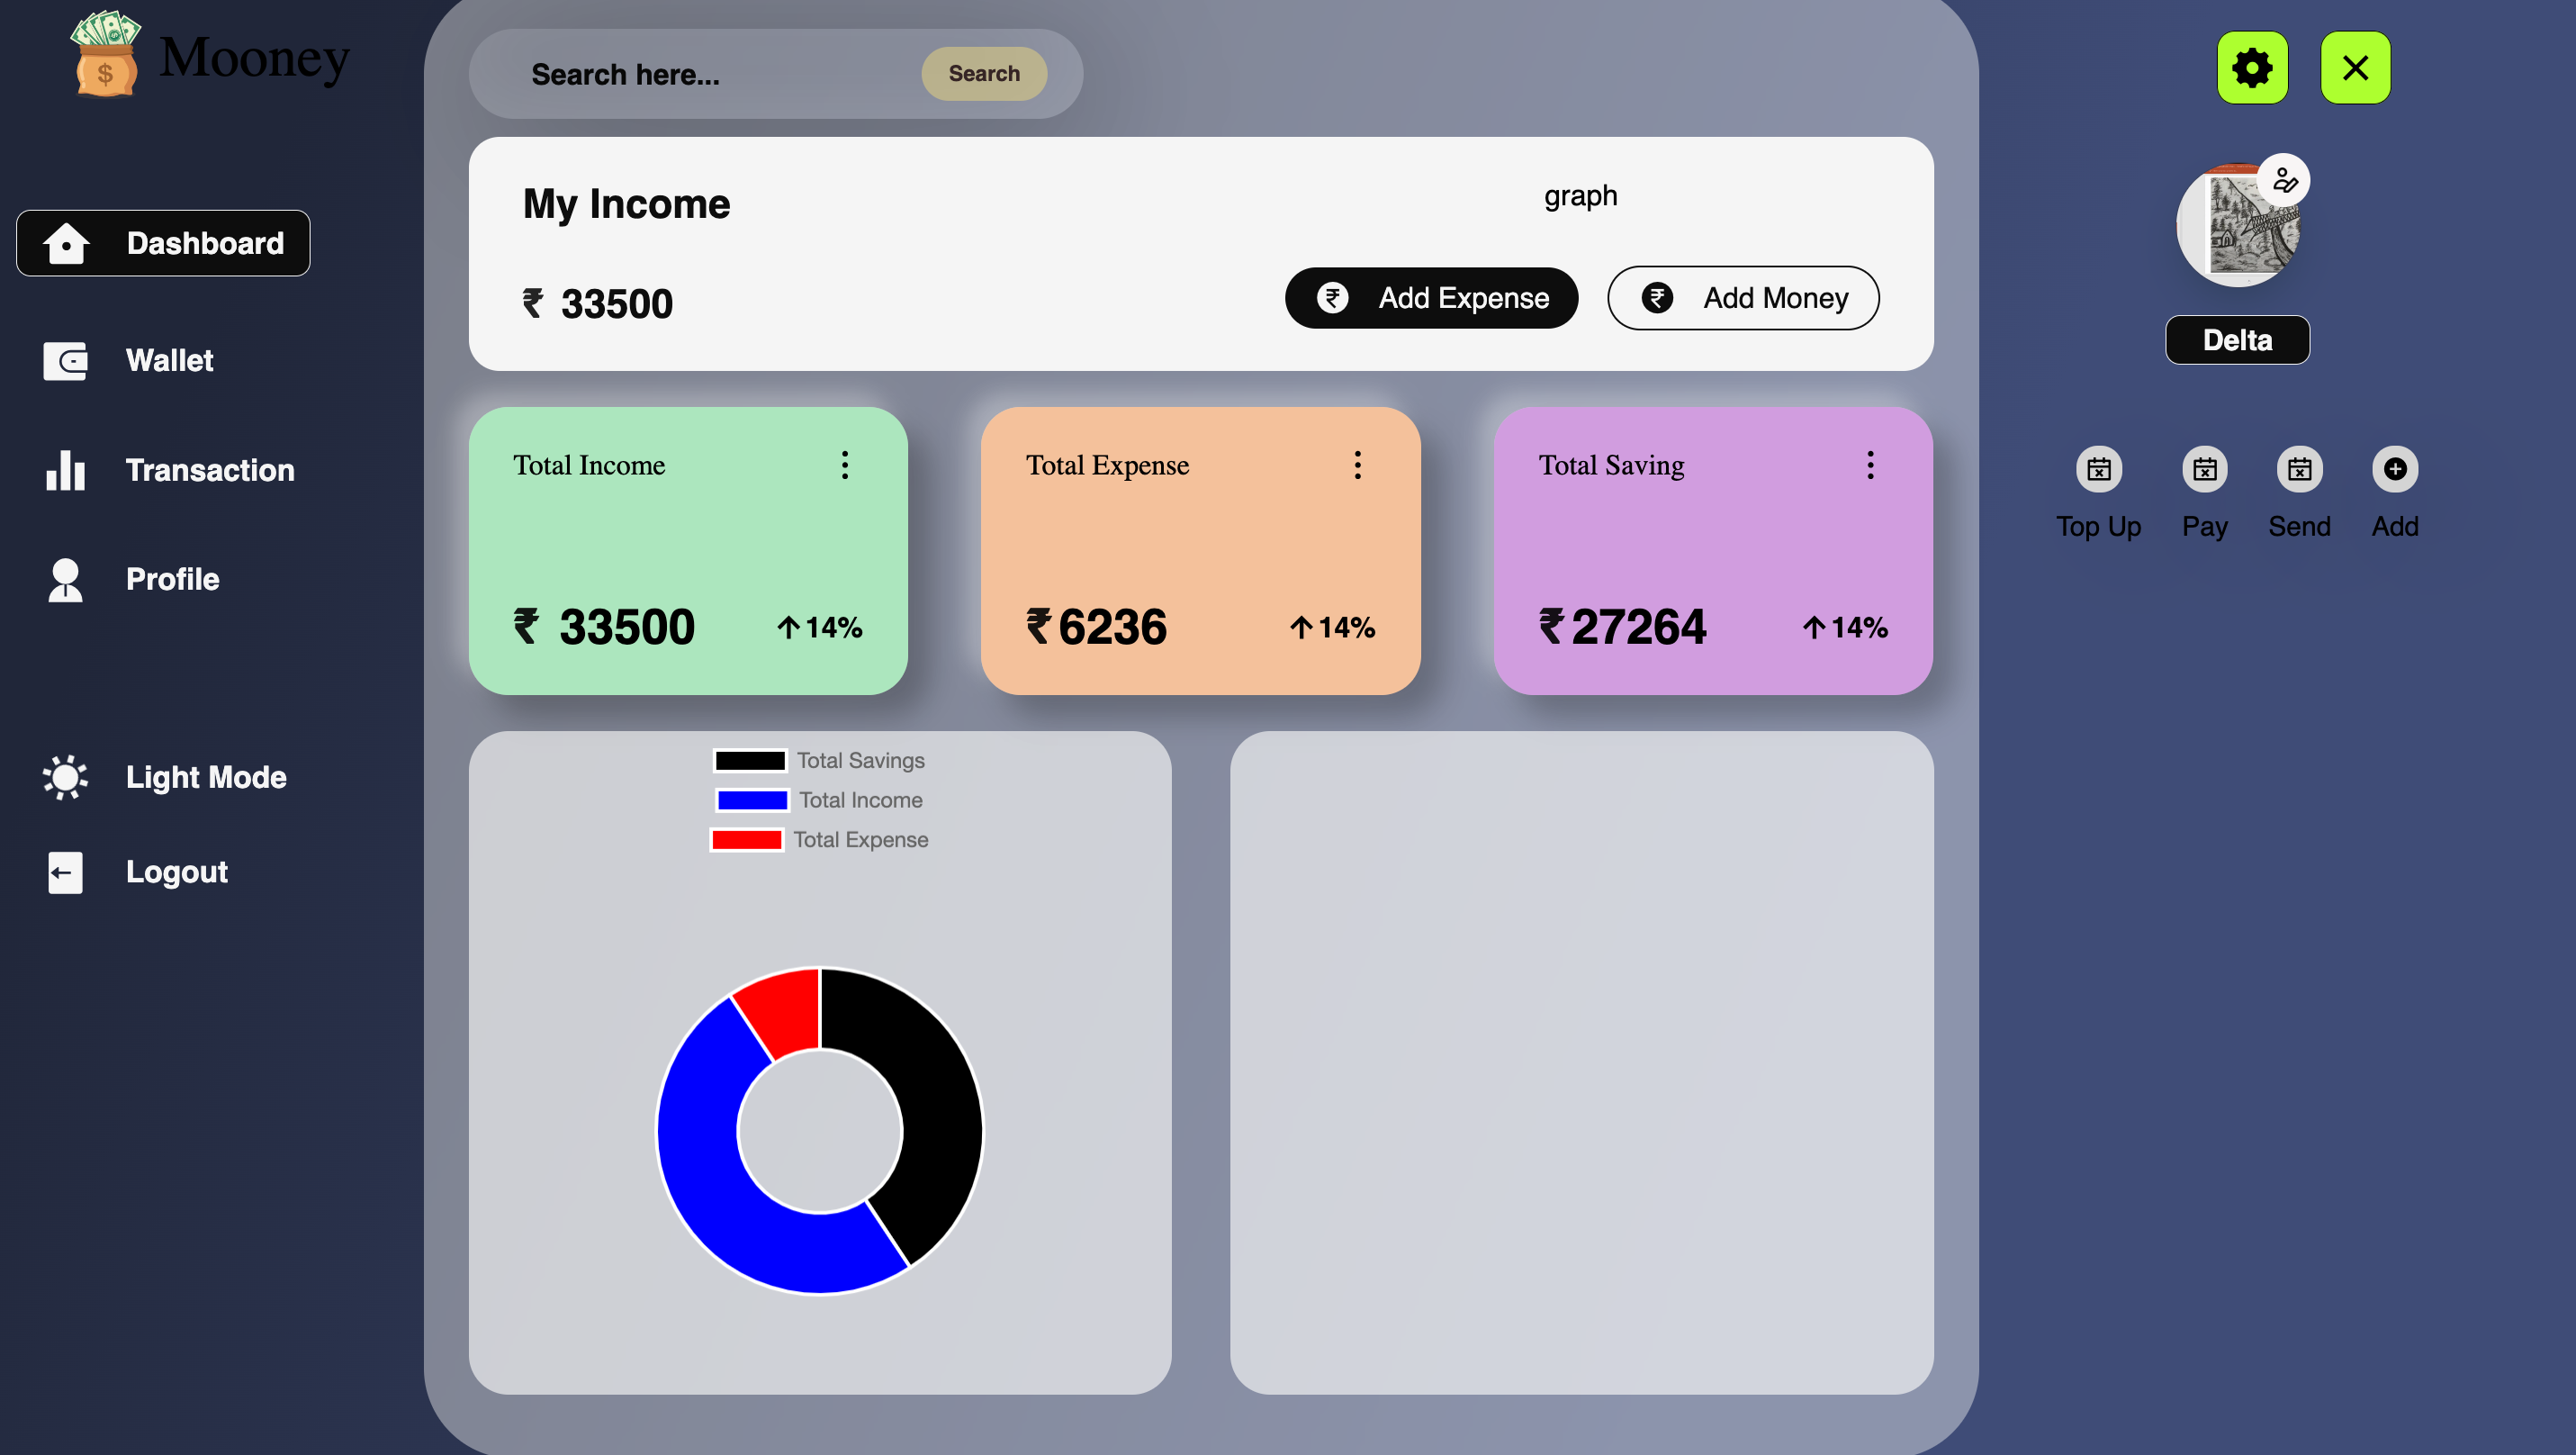 Mooney
Dashboard
Wallet
Transaction
Profile
Light Mode
Logout
Search here...
Search
My Income
graph
₹ 33500
Add Expense
Add Money
Total Income
₹ 33500
↑14%
Total Expense
₹6236
↑14%
Total Saving
₹27264
↑14%
Total Savings
Total Income
Total Expense
Delta
Top Up
Pay
Send
Add